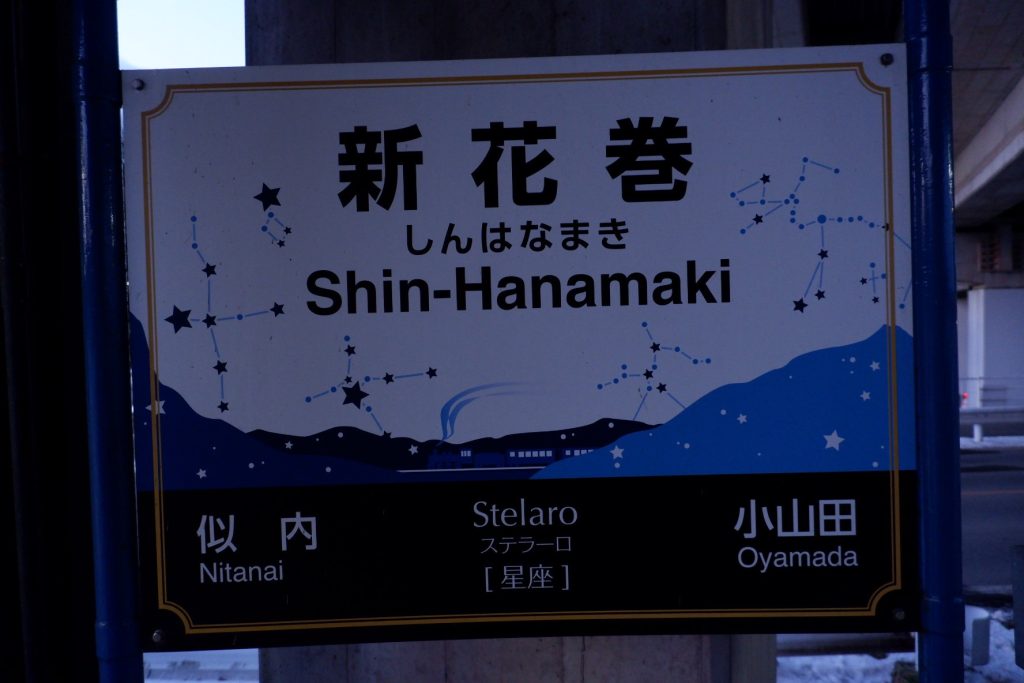 新花巻
しんはなまき
Shin-Hanamaki
似内
Nitanai
Stelaro
ステラーロ
[星座]
小山田
Oyamada